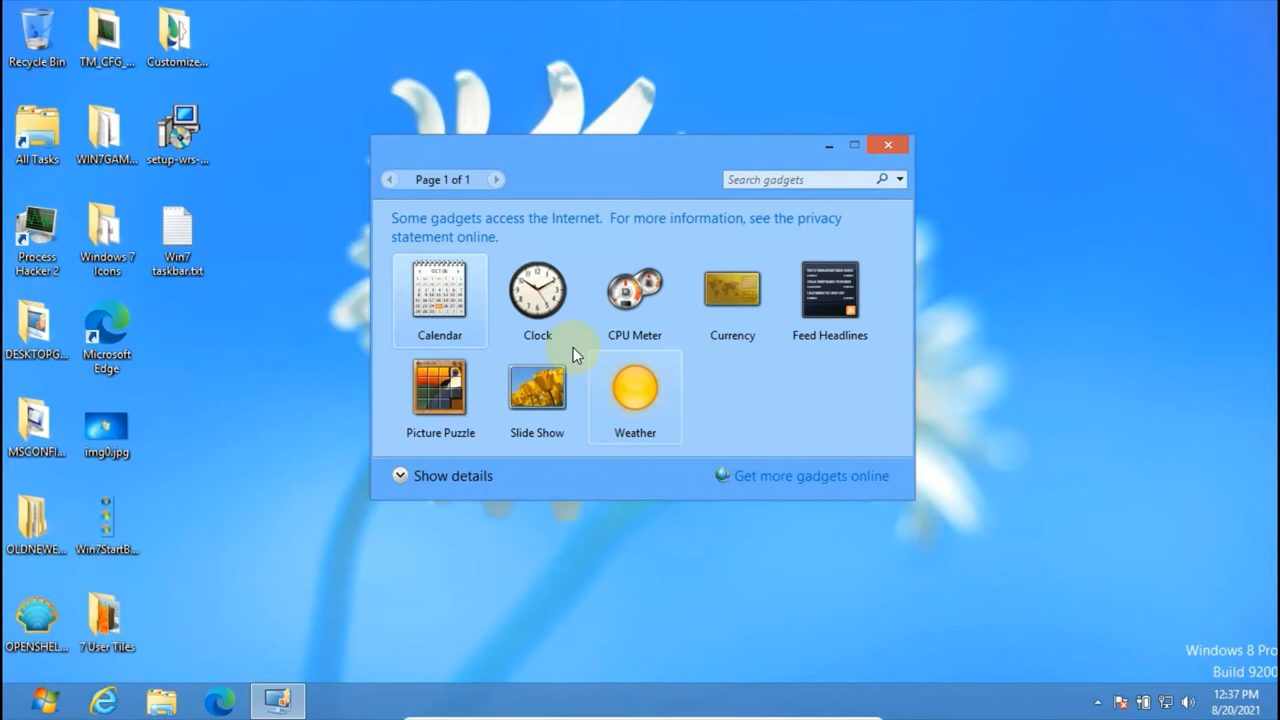 Recycle Bin
TM_CFG_...
Customize...
All Tasks
WIN7GAM...
setup-wrs-...
Process
Hacker 2
Windows 7
Icons
Win7
taskbar.txt
DESKTOPG...
Microsoft
Edge
MSCONFI...
img0.jpg
OLDNEWE...
Win7StartB...
OPENSHEL...
7 User Tiles
Page 1 of 1
Search gadgets
Some gadgets access the Internet.  For more information, see the privacy
statement online.
OCT 06
Calendar
Clock
CPU Meter
Currency
Feed Headlines
Picture Puzzle
Slide Show
Weather
Show details
Get more gadgets online
Windows 8 Pro
Build 9200
12:37 PM
8/20/2021